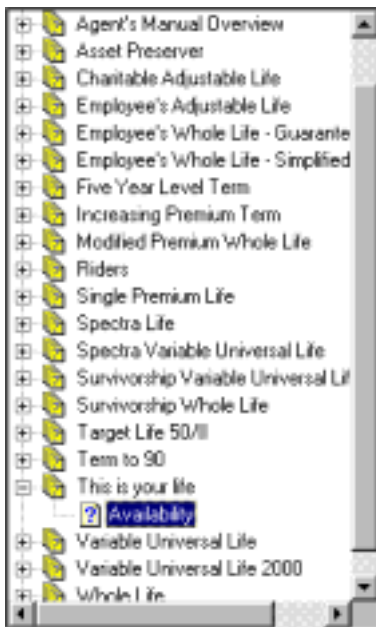 Agent's Manual Overview
Asset Preserver
Charitable Adjustable Life
Employee's Adjustable Life
Employee's Whole Life - Guarante
Employee's Whole Life - Simplified
Five Year Level Term
Increasing Premium Term
Modified Premium Whole Life
Riders
Single Premium Life
Spectra Life
Spectra Variable Universal Life
Survivorship Variable Universal Lif
Survivorship Whole Life
Target Life 50/II
Term to 90
This is your life
Availability
Variable Universal Life
Variable Universal Life 2000
Whole Life